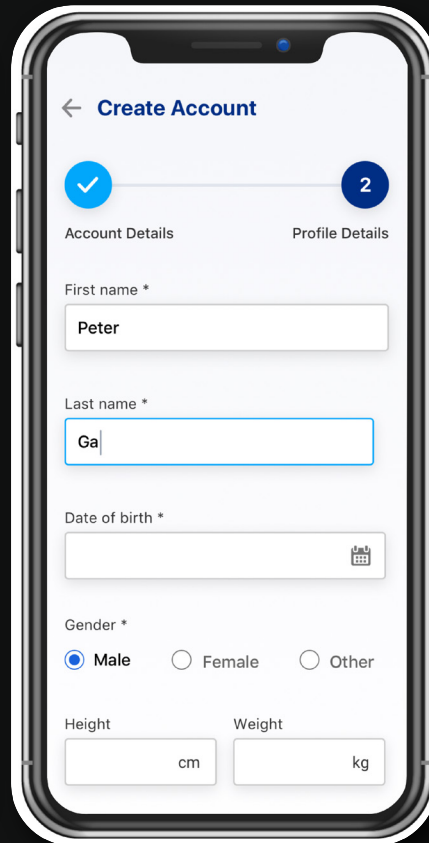 Create Account
2
Account Details Profile Details
First name *
Peter
Last name *
Ga
Date of birth *
Gender *
Male Female Other
Height Weight
cm kg